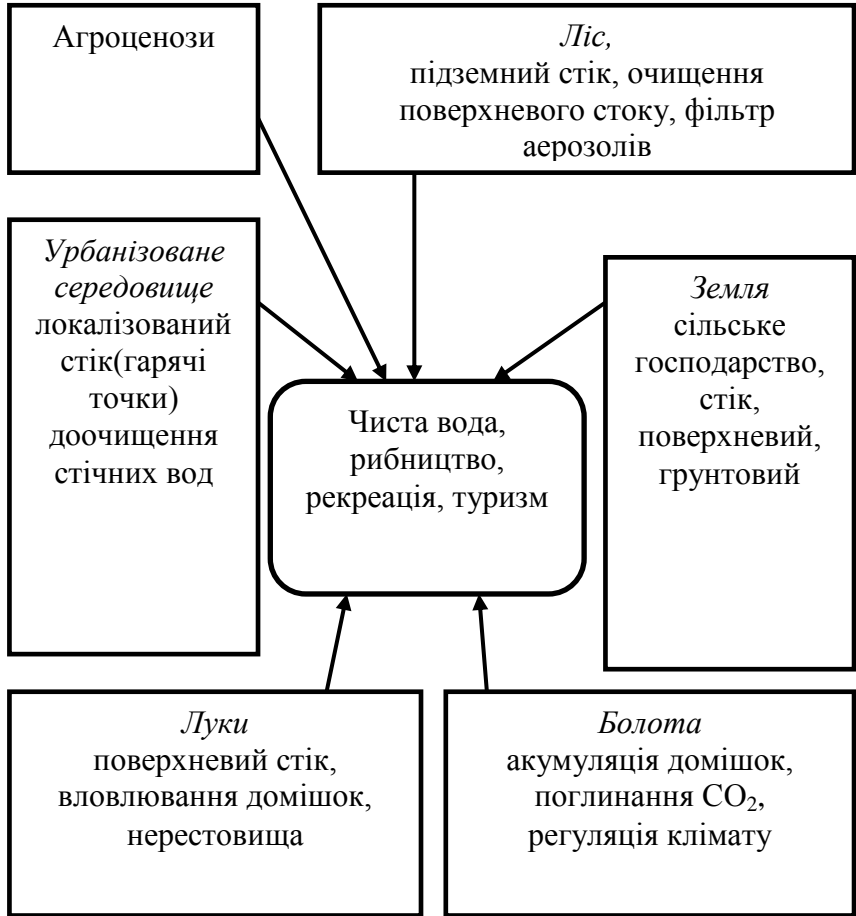 Агроценози
Ліс,
підземний стік, очищення
поверхневого стоку, фільтр
аерозолів
Урбанізоване
середовище
локалізований
стік(гарячі
точки)
доочищення
стічних вод
Земля
сільське
господарство,
стік,
поверхневий,
грунтовий
Чиста вода,
рибництво,
рекреація, туризм
Луки
поверхневий стік,
вловлювання домішок,
нерестовища
Болота
акумуляція домішок,
поглинання CO₂,
регуляція клімату